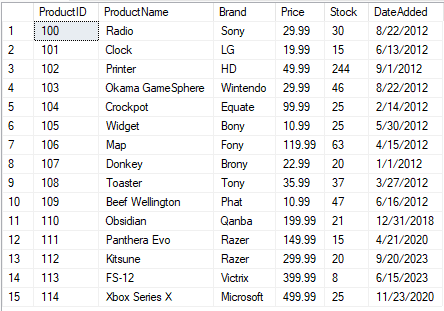 ProductID ProductName Brand Price Stock DateAdded
1 100 Radio Sony 29.99 30 8/22/2012
2 101 Clock LG 19.99 15 6/13/2012
3 102 Printer HD 49.99 244 9/1/2012
4 103 Okama GameSphere Wintendo 29.99 46 8/22/2012
5 104 Crockpot Equate 99.99 25 2/14/2012
6 105 Widget Bony 10.99 25 5/30/2012
7 106 Map Fony 119.99 63 4/15/2012
8 107 Donkey Brony 22.99 20 1/1/2012
9 108 Toaster Tony 35.99 37 3/27/2012
10 109 Beef Wellington Phat 10.99 47 6/16/2012
11 110 Obsidian Qanba 199.99 21 12/31/2018
12 111 Panthera Evo Razer 149.99 15 4/21/2020
13 112 Kitsune Razer 299.99 20 9/20/2023
14 113 FS-12 Victrix 399.99 8 6/15/2023
15 114 Xbox Series X Microsoft 499.99 25 11/23/2020